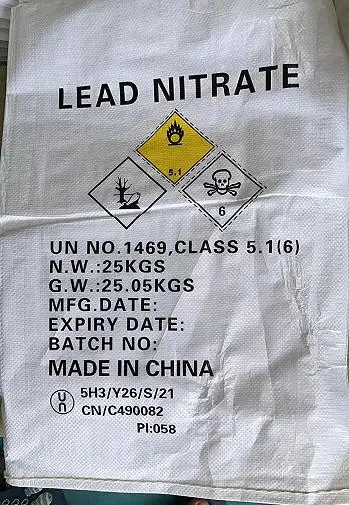 LEAD NITRATE
5.1
6
UN NO.1469,CLASS 5.1(6)
N.W.:25KGS
G.W.:25.05KGS
MFG.DATE:
EXPIRY DATE:
BATCH NO:
MADE IN CHINA
un
5H3/Y26/S/21
CN/C490082
PI:058